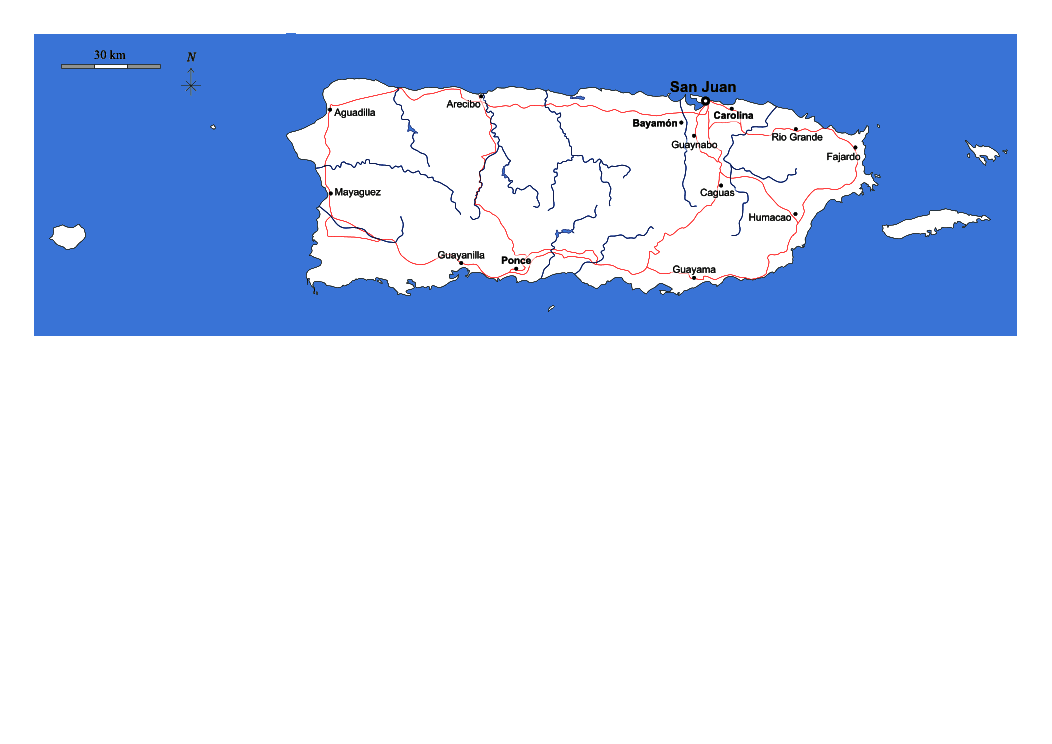 30 km
N
San Juan
Arecibo
Aguadilla
Carolina
Bayamón
Rio Grande
Guaynabo
Fajardo
Mayaguez
Caguas
Humacao
Guayanilla
Ponce
Guayama